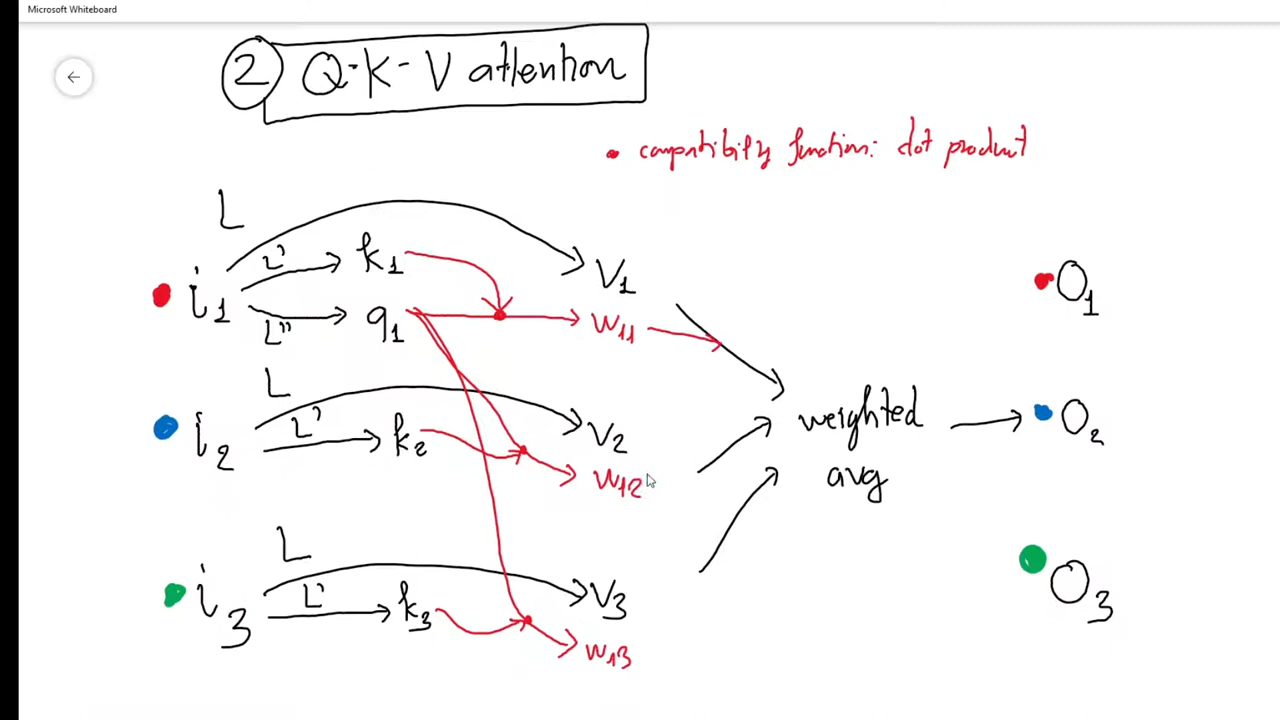 Microsoft Whiteboard
2 Q-K-V attention
• compatibility function: dot product
L
L'
k1
V1
i1
O1
L''
q1
w11
L
L'
i2
k2
V2
weighted
avg
O2
w12
L
L'
i3
k3
V3
O3
w13